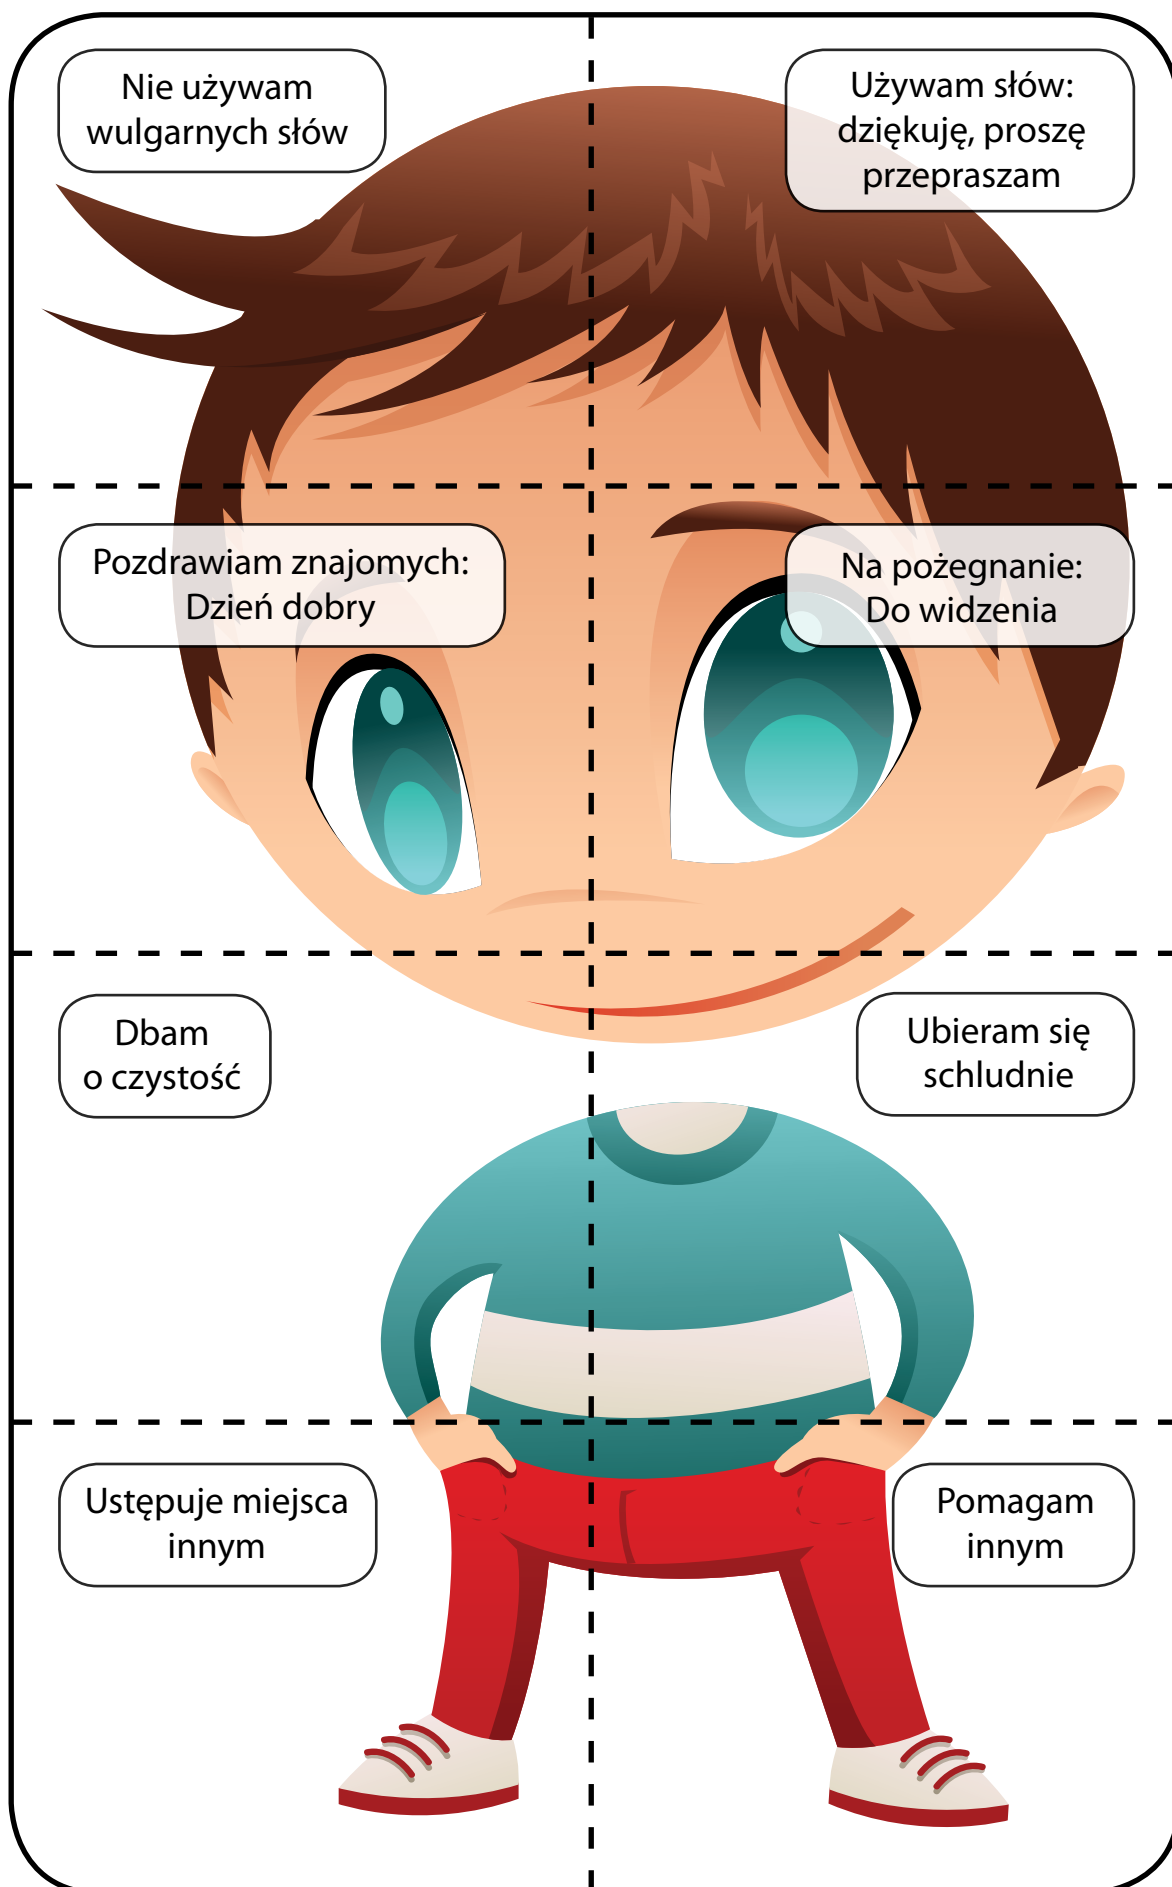 Nie używam
wulgarnych słów
Używam słów:
dziękuję, proszę
przepraszam
Pozdrawiam znajomych:
Dzień dobry
Na pożegnanie:
Do widzenia
Dbam
o czystość
Ubieram się
schludnie
Ustępuje miejsca
innym
Pomagam
innym